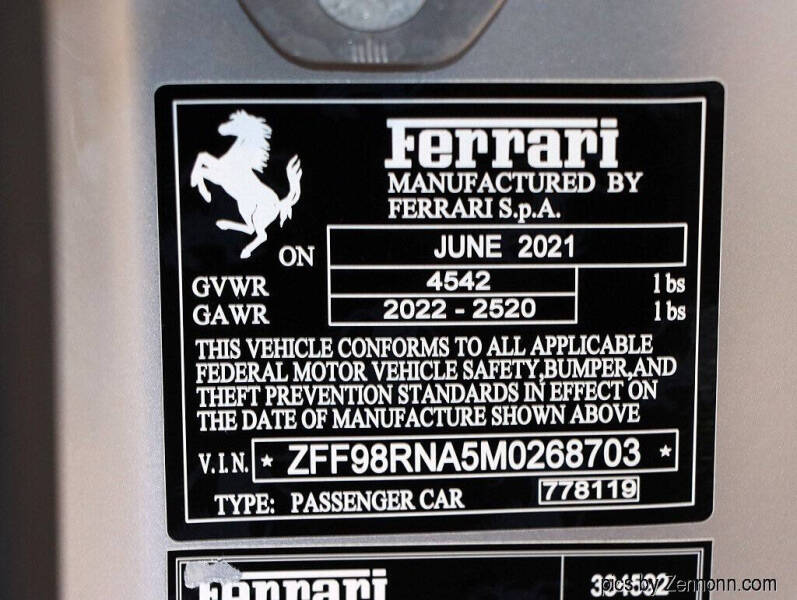 Ferrari
MANUFACTURED BY
FERRARI S.p.A.
ON JUNE 2021
GVWR 4542 lbs
GAWR 2022 - 2520 lbs
THIS VEHICLE CONFORMS TO ALL APPLICABLE
FEDERAL MOTOR VEHICLE SAFETY,BUMPER,AND
THEFT PREVENTION STANDARDS IN EFFECT ON
THE DATE OF MANUFACTURE SHOWN ABOVE
V.I.N. * ZFF98RNA5M0268703 *
TYPE: PASSENGER CAR 778119
Ferrari
pics by Zermonn.com